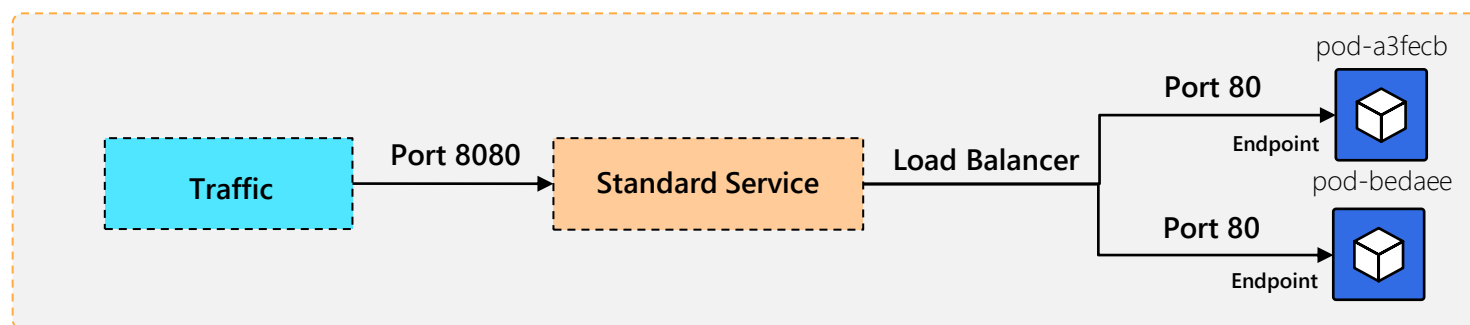 pod-a3fecb
Port 80
Endpoint
Port 8080
Load Balancer
Traffic
Standard Service
pod-bedaee
Port 80
Endpoint